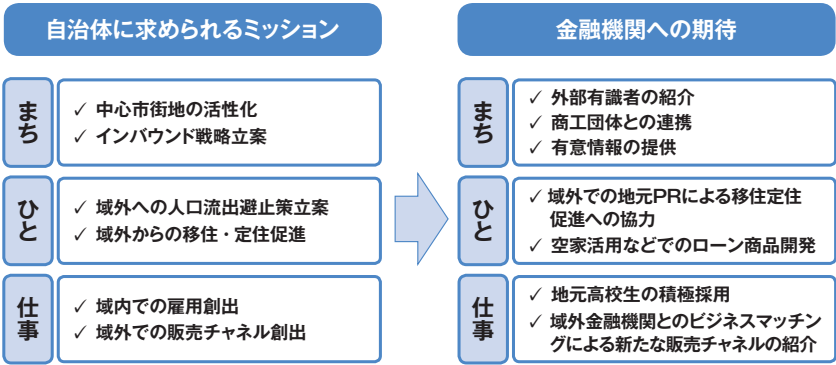 自治体に求められるミッション
まち
✓ 中心市街地の活性化
✓ インバウンド戦略立案
ひと
✓ 域外への人口流出避止策立案
✓ 域外からの移住・定住促進
仕事
✓ 域内での雇用創出
✓ 域外での販売チャネル創出
金融機関への期待
まち
✓ 外部有識者の紹介
✓ 商工団体との連携
✓ 有意情報の提供
ひと
✓ 域外での地元PRによる移住定住
促進への協力
✓ 空家活用などでのローン商品開発
仕事
✓ 地元高校生の積極採用
✓ 域外金融機関とのビジネスマッチン
グによる新たな販売チャネルの紹介